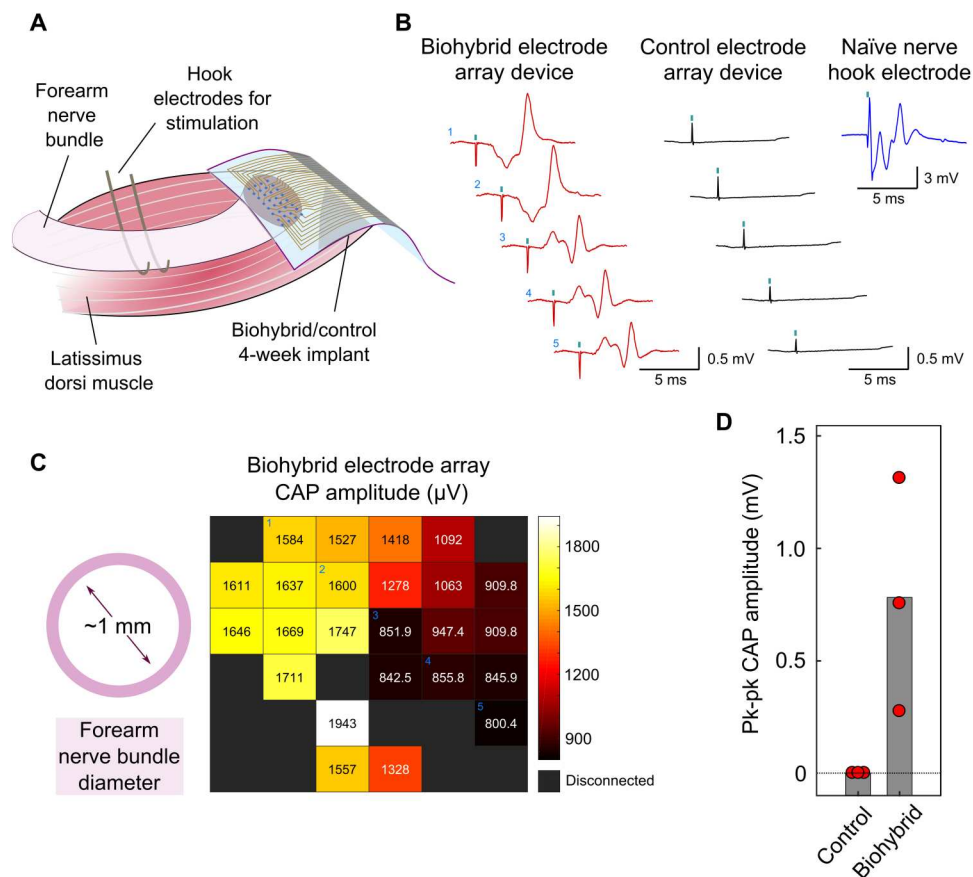 A
Forearm
nerve
bundle
Hook
electrodes for
stimulation
Latissimus
dorsi muscle
Biohybrid/control
4-week implant
B
Biohybrid electrode
array device
Control electrode
array device
Naïve nerve
hook electrode
1
2
3
4
5
3 mV
5 ms
0.5 mV
5 ms
0.5 mV
5 ms
C
Biohybrid electrode array
CAP amplitude (µV)
~1 mm
Forearm
nerve bundle
diameter
1
1584 1527 1418 1092
2
1611 1637 1600 1278 1063 909.8
3
1646 1669 1747 851.9 947.4 909.8
4
1711 842.5 855.8 845.9
5
1943 800.4
1557 1328
1800
1500
1200
900
Disconnected
D
Pk-pk CAP amplitude (mV)
1.5
1.0
0.5
0
Control
Biohybrid